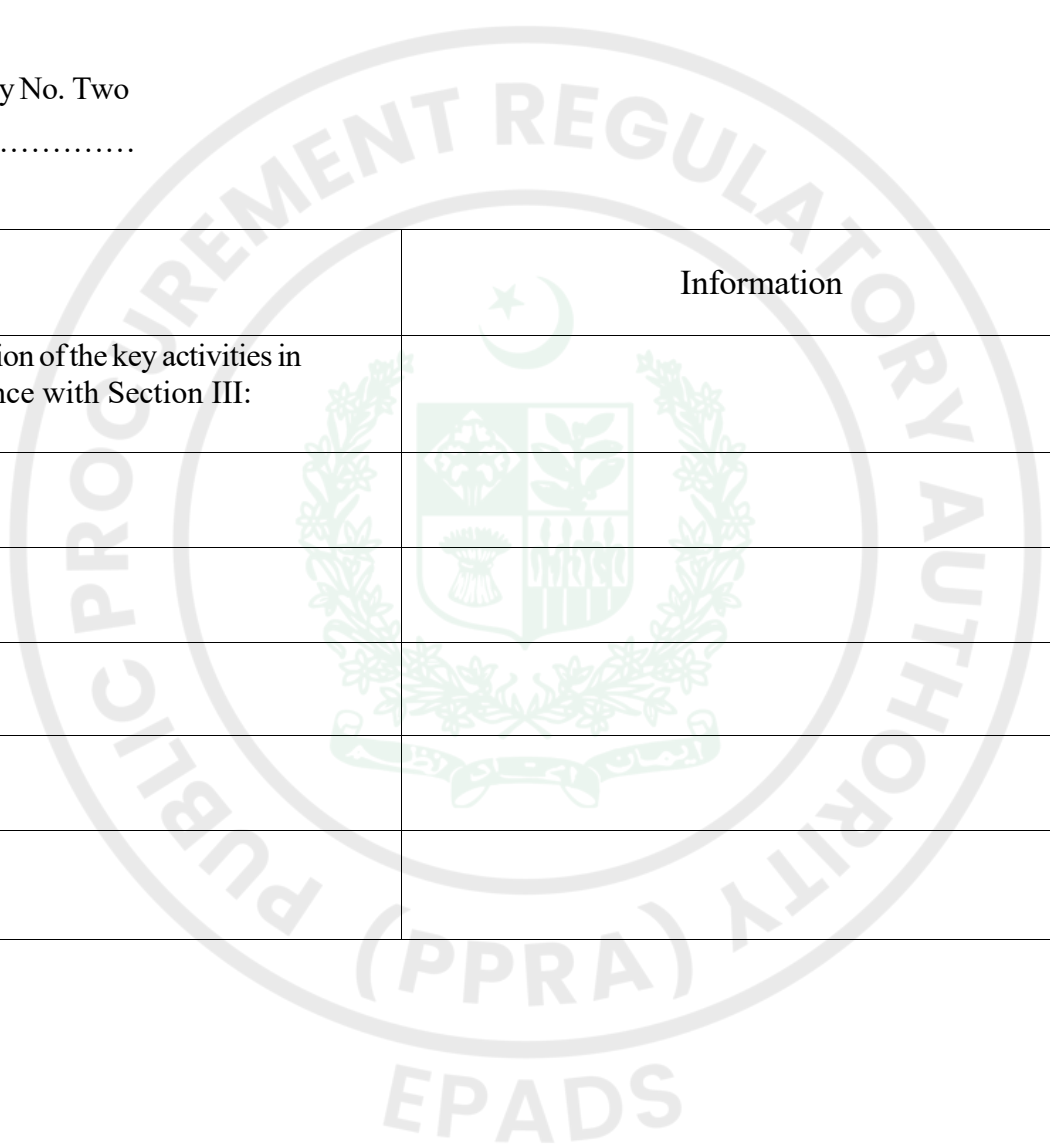 y No. Two
.............
Information
ion of the key activities in
nce with Section III:
PUBLIC PROCUREMENT REGULATORY AUTHORITY
(PPRA)
EPADS